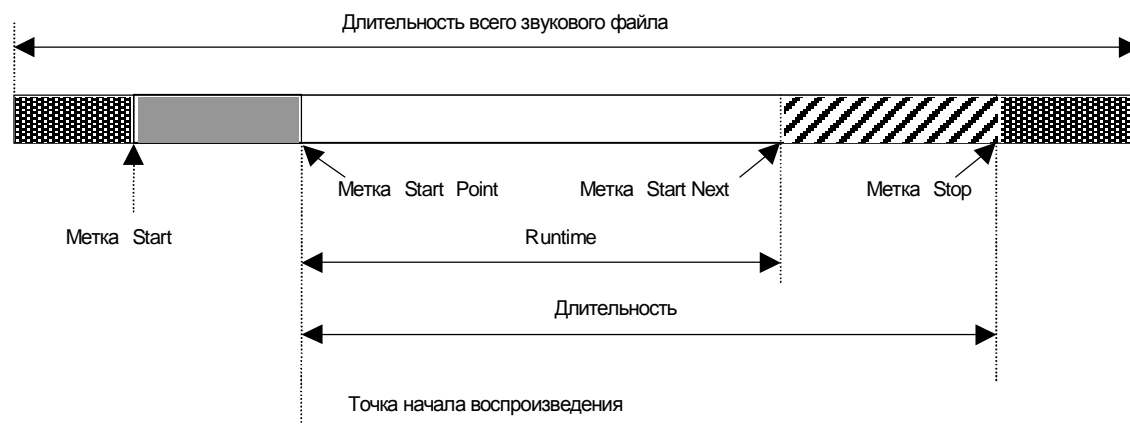 Длительность всего звукового файла
Метка Start Point
Метка Start Next
Метка Stop
Метка Start
Runtime
Длительность
Точка начала воспроизведения